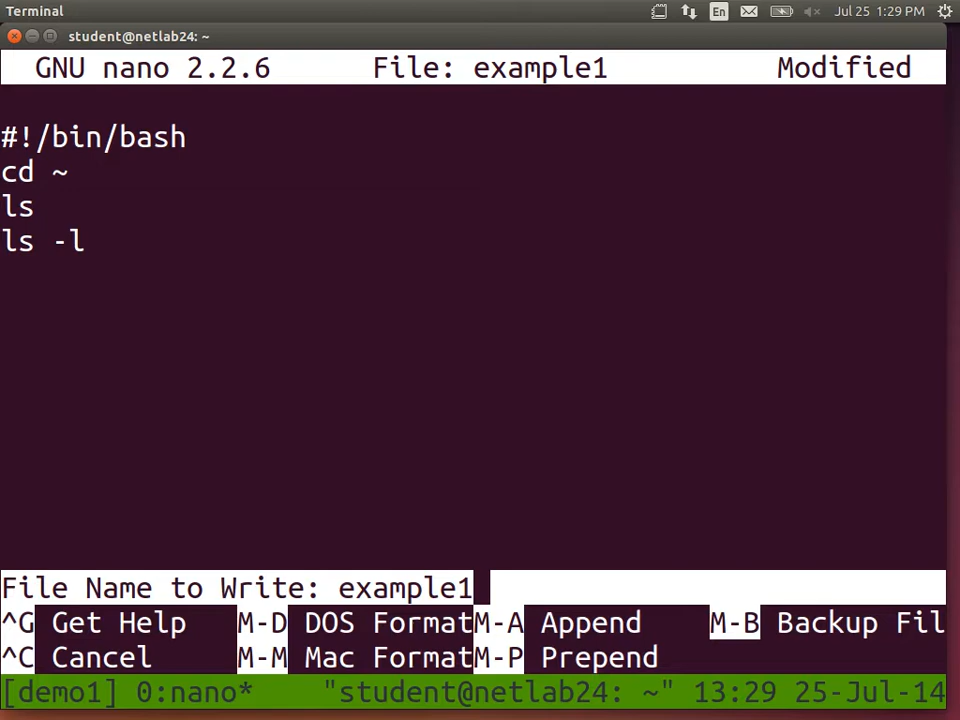 Terminal En Jul 25 1:29 PM
student@netlab24: ~
GNU nano 2.2.6 File: example1 Modified
#!/bin/bash
cd ~
ls
ls -l
File Name to Write: example1
^G Get Help M-D DOS Format M-A Append M-B Backup Fil
^C Cancel M-M Mac Format M-P Prepend
[demo1] 0:nano* "student@netlab24: ~" 13:29 25-Jul-14